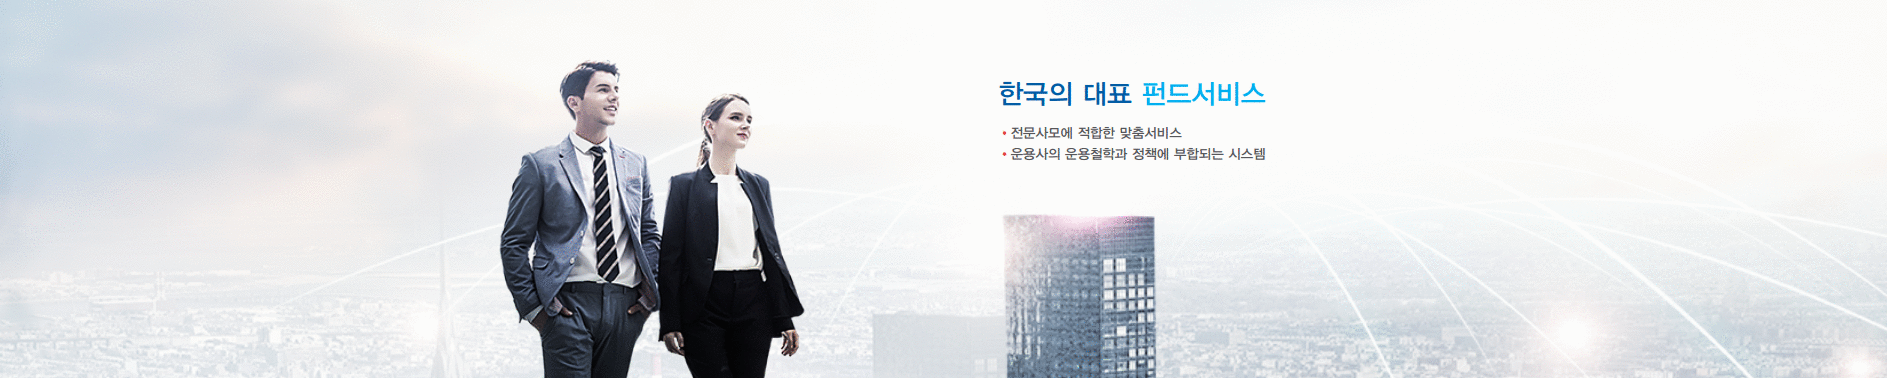 한국의 대표 펀드서비스
• 전문사모에 적합한 맞춤서비스
• 운용사의 운용철학과 정책에 부합되는 시스템